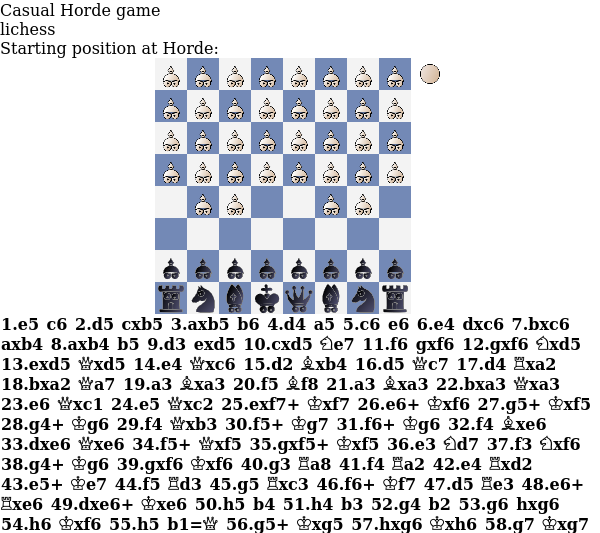 Casual Horde game
lichess
Starting position at Horde:
1.e5 c6 2.d5 cxb5 3.axb5 b6 4.d4 a5 5.c6 e6 6.e4 dxc6 7.bxc6
axb4 8.axb4 b5 9.d3 exd5 10.cxd5 ♘e7 11.f6 gxf6 12.gxf6 ♘xd5
13.exd5 ♕xd5 14.e4 ♕xc6 15.d2 ♗xb4 16.d5 ♕c7 17.d4 ♖xa2
18.bxa2 ♕a7 19.a3 ♗xa3 20.f5 ♗f8 21.a3 ♗xa3 22.bxa3 ♕xa3
23.e6 ♕xc1 24.e5 ♕xc2 25.exf7+ ♔xf7 26.e6+ ♔xf6 27.g5+ ♔xf5
28.g4+ ♔g6 29.f4 ♕xb3 30.f5+ ♔g7 31.f6+ ♔g6 32.f4 ♗xe6
33.dxe6 ♕xe6 34.f5+ ♕xf5 35.gxf5+ ♔xf5 36.e3 ♘d7 37.f3 ♘xf6
38.g4+ ♔g6 39.gxf6 ♔xf6 40.g3 ♖a8 41.f4 ♖a2 42.e4 ♖xd2
43.e5+ ♔e7 44.f5 ♖d3 45.g5 ♖xc3 46.f6+ ♔f7 47.d5 ♖e3 48.e6+
♖xe6 49.dxe6+ ♔xe6 50.h5 b4 51.h4 b3 52.g4 b2 53.g6 hxg6
54.h6 ♔xf6 55.h5 b1=♕ 56.g5+ ♔xg5 57.hxg6 ♔xh6 58.g7 ♔xg7